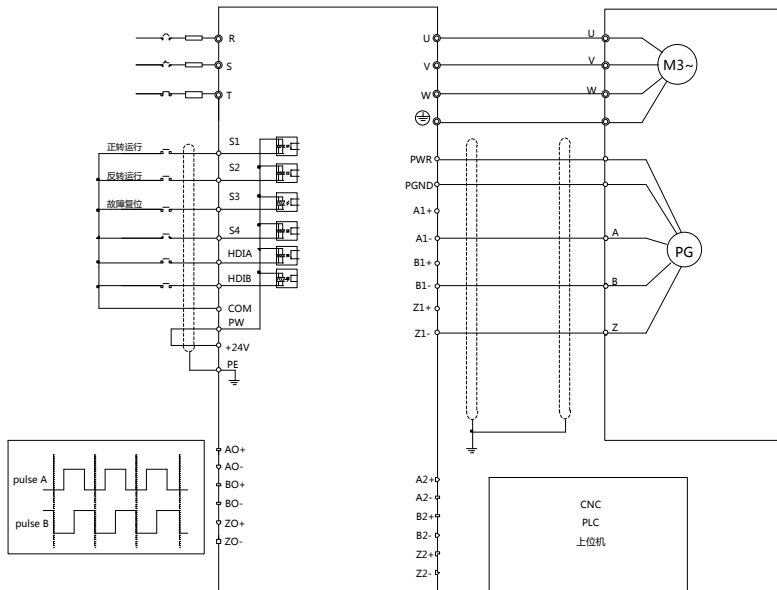 R
S
T
正转运行
反转运行
故障复位
S1
S2
S3
S4
HDIA
HDIB
COM
PW
+24V
PE
pulse A
pulse B
AO+
AO-
BO+
BO-
ZO+
ZO-
U
V
W
PWR
PGND
A1+
A1-
B1+
B1-
Z1+
Z1-
A2+
A2-
B2+
B2-
Z2+
Z2-
U
V
W
M3~
A
B
Z
PG
CNC
PLC
上位机